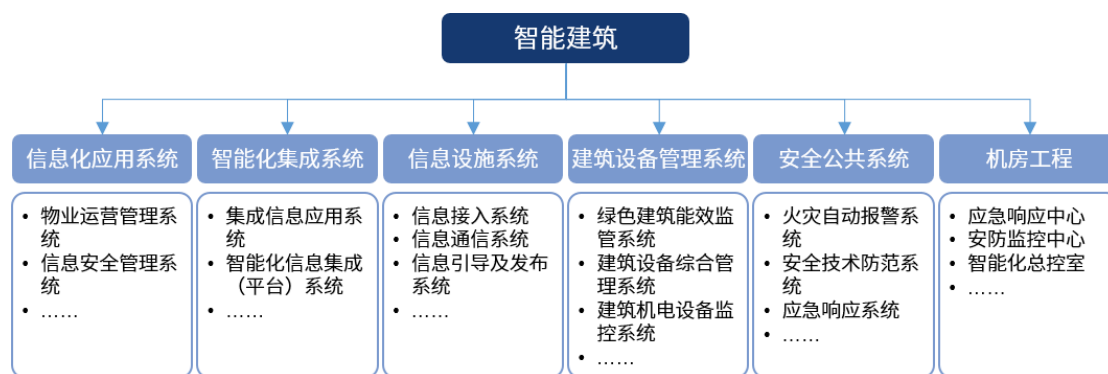 智能建筑
信息化应用系统
智能化集成系统
信息设施系统
建筑设备管理系统
安全公共系统
机房工程
• 物业运营管理系
统
• 信息安全管理系
统
• ……
• 集成信息应用系
统
• 智能化信息集成
（平台）系统
• ……
• 信息接入系统
• 信息通信系统
• 信息引导及发布
系统
• ……
• 绿色建筑能效监
管系统
• 建筑设备综合管
理系统
• 建筑机电设备监
控系统
• ……
• 火灾自动报警系
统
• 安全技术防范系
统
• 应急响应系统
• ……
• 应急响应中心
• 安防监控中心
• 智能化总控室
• ……